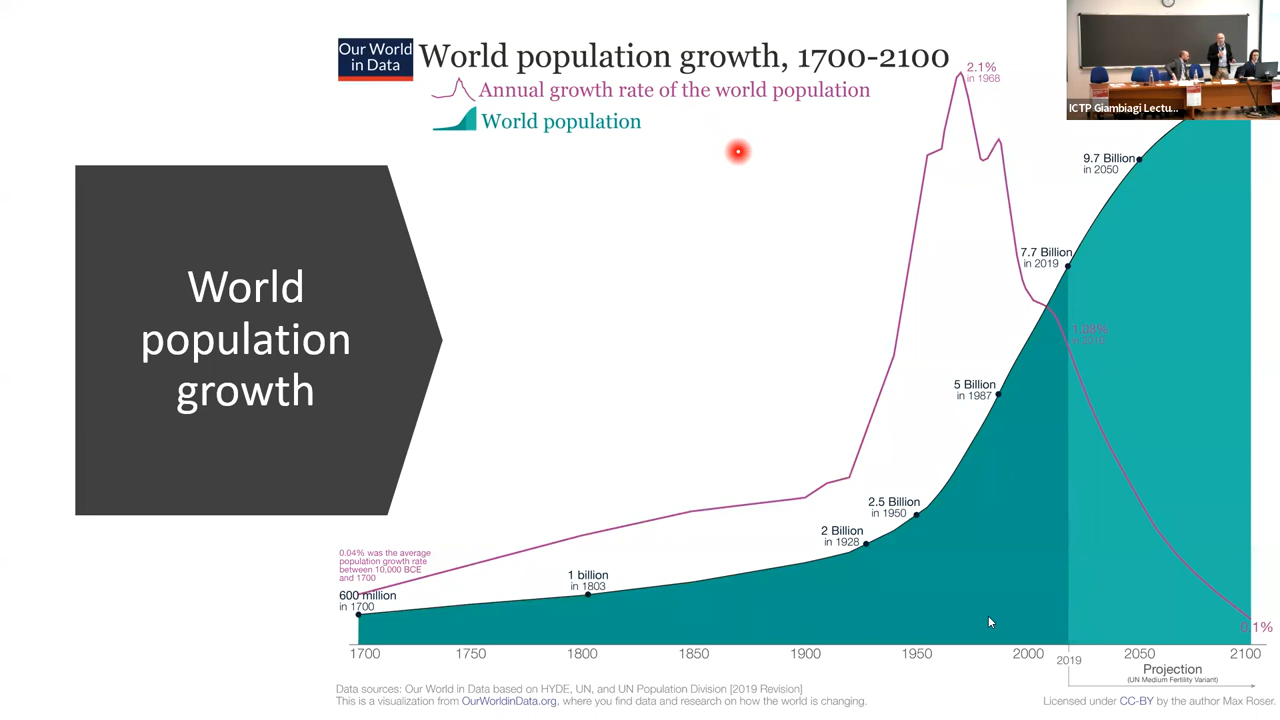 Our World
in Data
World population growth, 1700-2100
Annual growth rate of the world population
World population
2.1%
in 1968
ICTP Giambiagi Lectu...
9.7 Billion
in 2050
7.7 Billion
in 2019
1.08%
5 Billion
in 1987
World
population
growth
2.5 Billion
in 1950
2 Billion
in 1928
0.04% was the average
population growth rate
between 10,000 BCE
and 1700
1 billion
in 1803
600 million
in 1700
0.1%
1700 1750 1800 1850 1900 1950 2000 2050 2100
2019
Projection
(UN Medium Fertility Variant)
Data sources: Our World in Data based on HYDE, UN, and UN Population Division [2019 Revision]
This is a visualization from OurWorldinData.org, where you find data and research on how the world is changing.
Licensed under CC-BY by the author Max Roser.